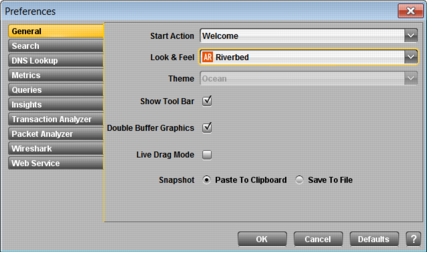 Preferences
General
Search
DNS Lookup
Metrics
Queries
Insights
Transaction Analyzer
Packet Analyzer
Wireshark
Web Service
Start Action Welcome
Look & Feel AR Riverbed
Theme Ocean
Show Tool Bar
Double Buffer Graphics
Live Drag Mode
Snapshot Paste To Clipboard Save To File
OK Cancel Defaults ?